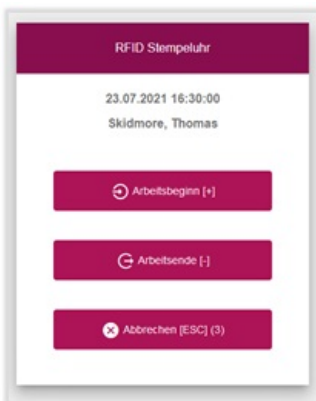 RFID Stempeluhr
23.07.2021 16:30:00
Skidmore, Thomas
Arbeitsbeginn [+]
Arbeitsende [-]
Abbrechen [ESC] (3)